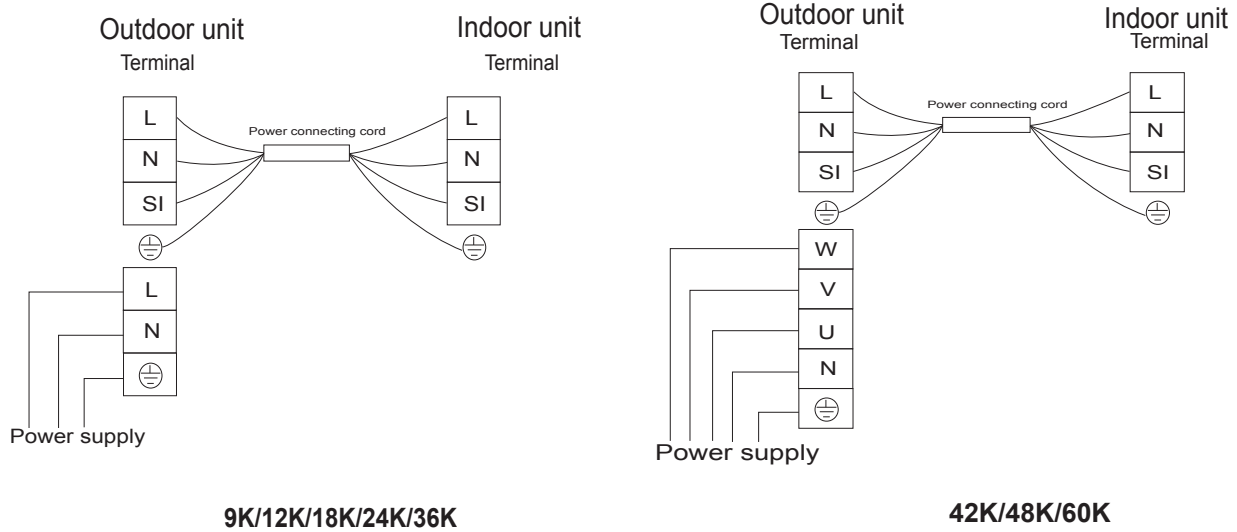 Outdoor unit
Terminal
Indoor unit
Terminal
L
N
SI
Power connecting cord
L
N
SI
L
N
Power supply
9K/12K/18K/24K/36K
Outdoor unit
Terminal
Indoor unit
Terminal
L
N
SI
Power connecting cord
L
N
SI
W
V
U
N
Power supply
42K/48K/60K